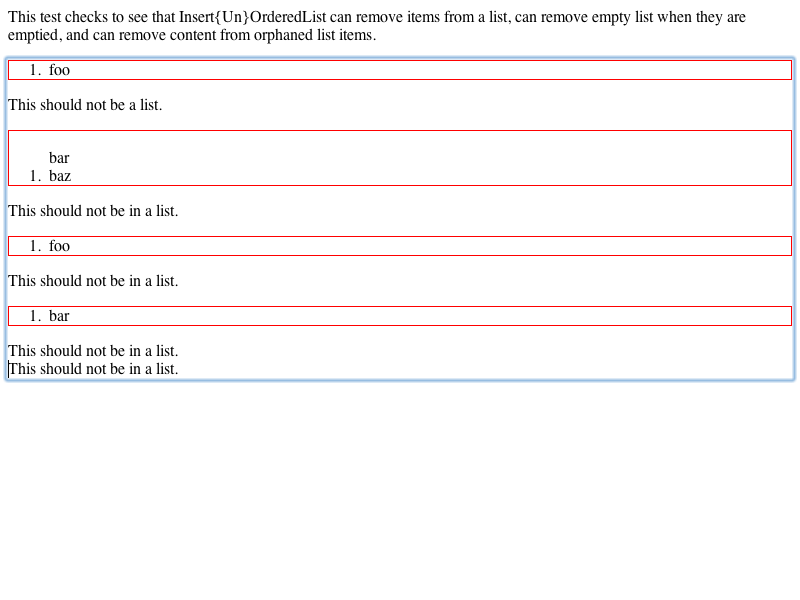 This test checks to see that Insert{Un}OrderedList can remove items from a list, can remove empty list when they are
emptied, and can remove content from orphaned list items.
1. foo
This should not be a list.
bar
1. baz
This should not be in a list.
1. foo
This should not be in a list.
1. bar
This should not be in a list.
This should not be in a list.